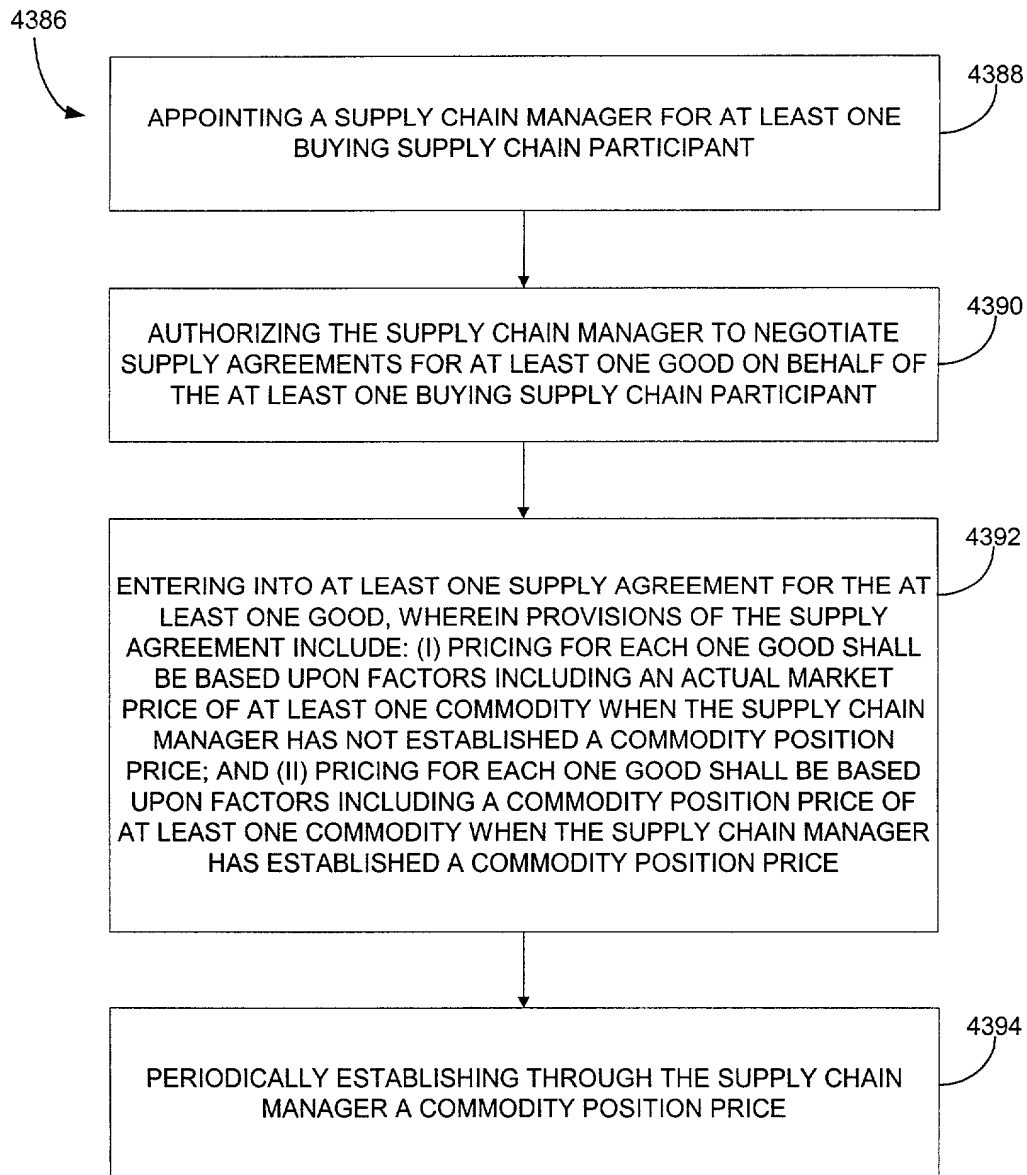 4386
4388
APPOINTING A SUPPLY CHAIN MANAGER FOR AT LEAST ONE
BUYING SUPPLY CHAIN PARTICIPANT
4390
AUTHORIZING THE SUPPLY CHAIN MANAGER TO NEGOTIATE
SUPPLY AGREEMENTS FOR AT LEAST ONE GOOD ON BEHALF OF
THE AT LEAST ONE BUYING SUPPLY CHAIN PARTICIPANT
4392
ENTERING INTO AT LEAST ONE SUPPLY AGREEMENT FOR THE AT
LEAST ONE GOOD, WHEREIN PROVISIONS OF THE SUPPLY
AGREEMENT INCLUDE: (I) PRICING FOR EACH ONE GOOD SHALL
BE BASED UPON FACTORS INCLUDING AN ACTUAL MARKET
PRICE OF AT LEAST ONE COMMODITY WHEN THE SUPPLY CHAIN
MANAGER HAS NOT ESTABLISHED A COMMODITY POSITION
PRICE; AND (II) PRICING FOR EACH ONE GOOD SHALL BE BASED
UPON FACTORS INCLUDING A COMMODITY POSITION PRICE OF
AT LEAST ONE COMMODITY WHEN THE SUPPLY CHAIN MANAGER
HAS ESTABLISHED A COMMODITY POSITION PRICE
4394
PERIODICALLY ESTABLISHING THROUGH THE SUPPLY CHAIN
MANAGER A COMMODITY POSITION PRICE